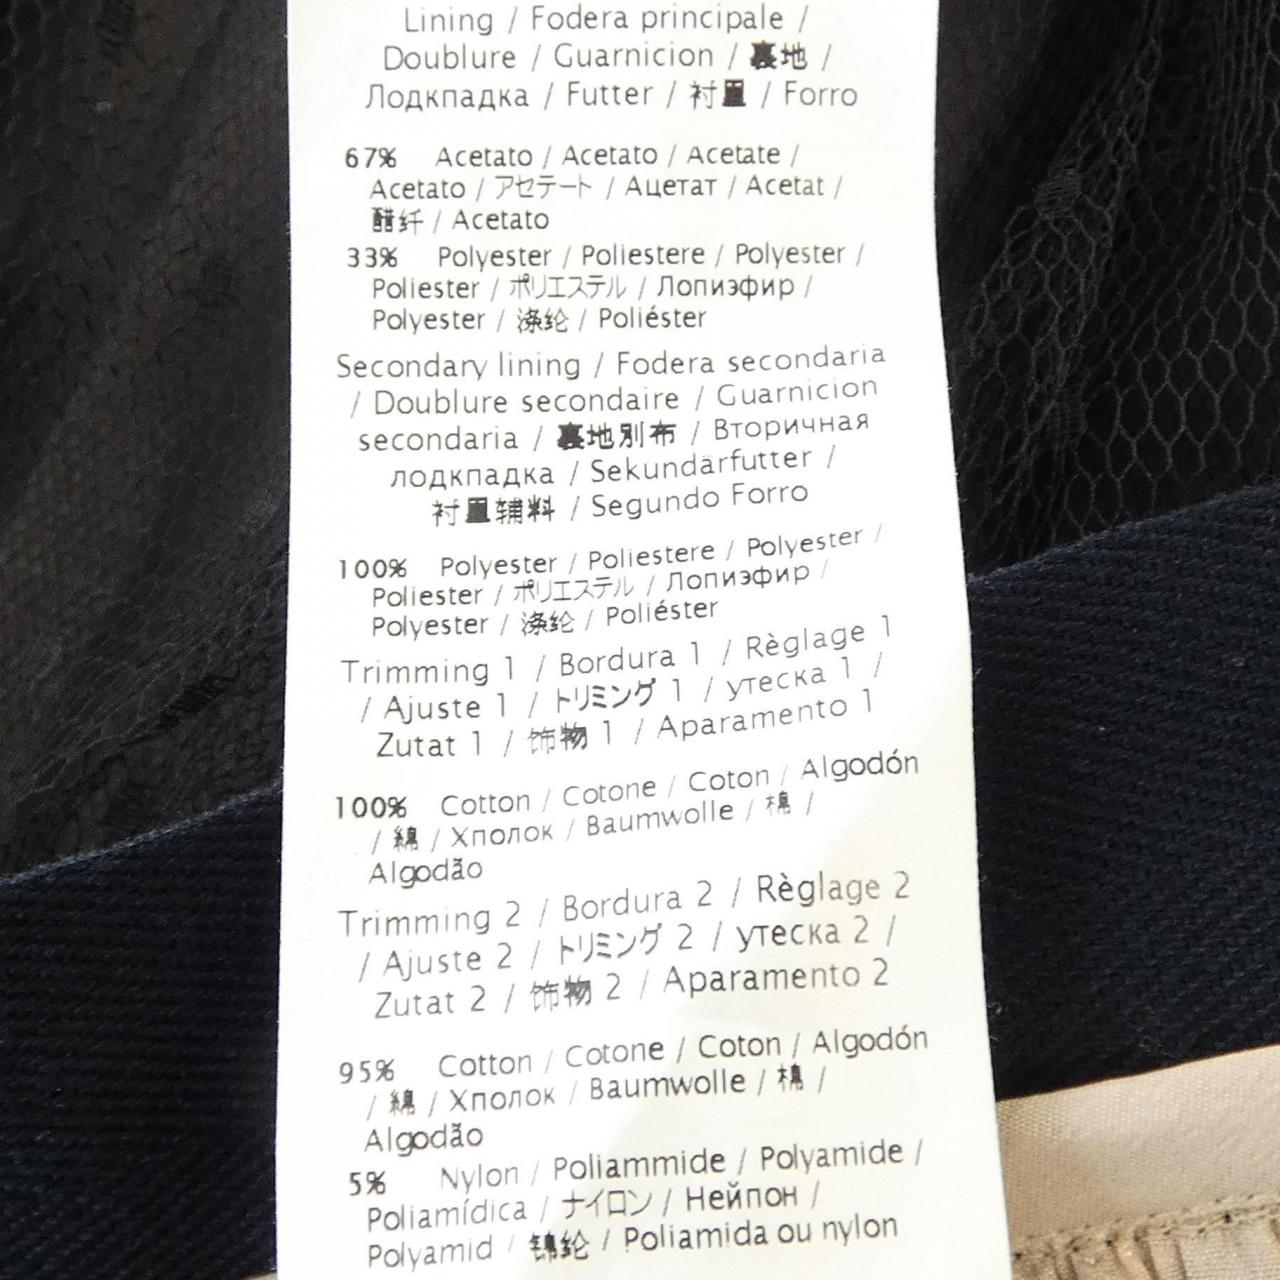 Lining / Fodera principale /
Doublure / Guarnicion / 裏地 /
Лодкпадка / Futter / 衬里 / Forro
67% Acetato / Acetato / Acetate /
Acetato / アセテート / Ацетат / Acetat /
醋纤 / Acetato
33% Polyester / Poliestere / Polyester /
Poliester / ポリエステル / Лопиэфир /
Polyester / 涤纶 / Poliéster
Secondary lining / Fodera secondaria
/ Doublure secondaire / Guarnicion
secondaria / 裏地別布 / Вторичная
лодкпадка / Sekundärfutter /
衬里辅料 / Segundo Forro
100% Polyester / Poliestere / Polyester /
Poliester / ポリエステル / Лопиэфир /
Polyester / 涤纶 / Poliéster
Trimming 1 / Bordura 1 / Règlage 1
/ Ajuste 1 / トリミング 1 / утеска 1 /
Zutat 1 / 饰物 1 / Aparamento 1
100% Cotton / Cotone / Coton / Algodón
/ 綿 / Хполок / Baumwolle / 棉 /
Algodão
Trimming 2 / Bordura 2 / Règlage 2
/ Ajuste 2 / トリミング 2 / утеска 2 /
Zutat 2 / 饰物 2 / Aparamento 2
95% Cotton / Cotone / Coton / Algodón
/ 綿 / Хполок / Baumwolle / 棉 /
Algodão
5% Nylon / Poliammide / Polyamide /
Poliamídica / ナイロン / Нейпон /
Polyamid / 锦纶 / Poliamida ou nylon